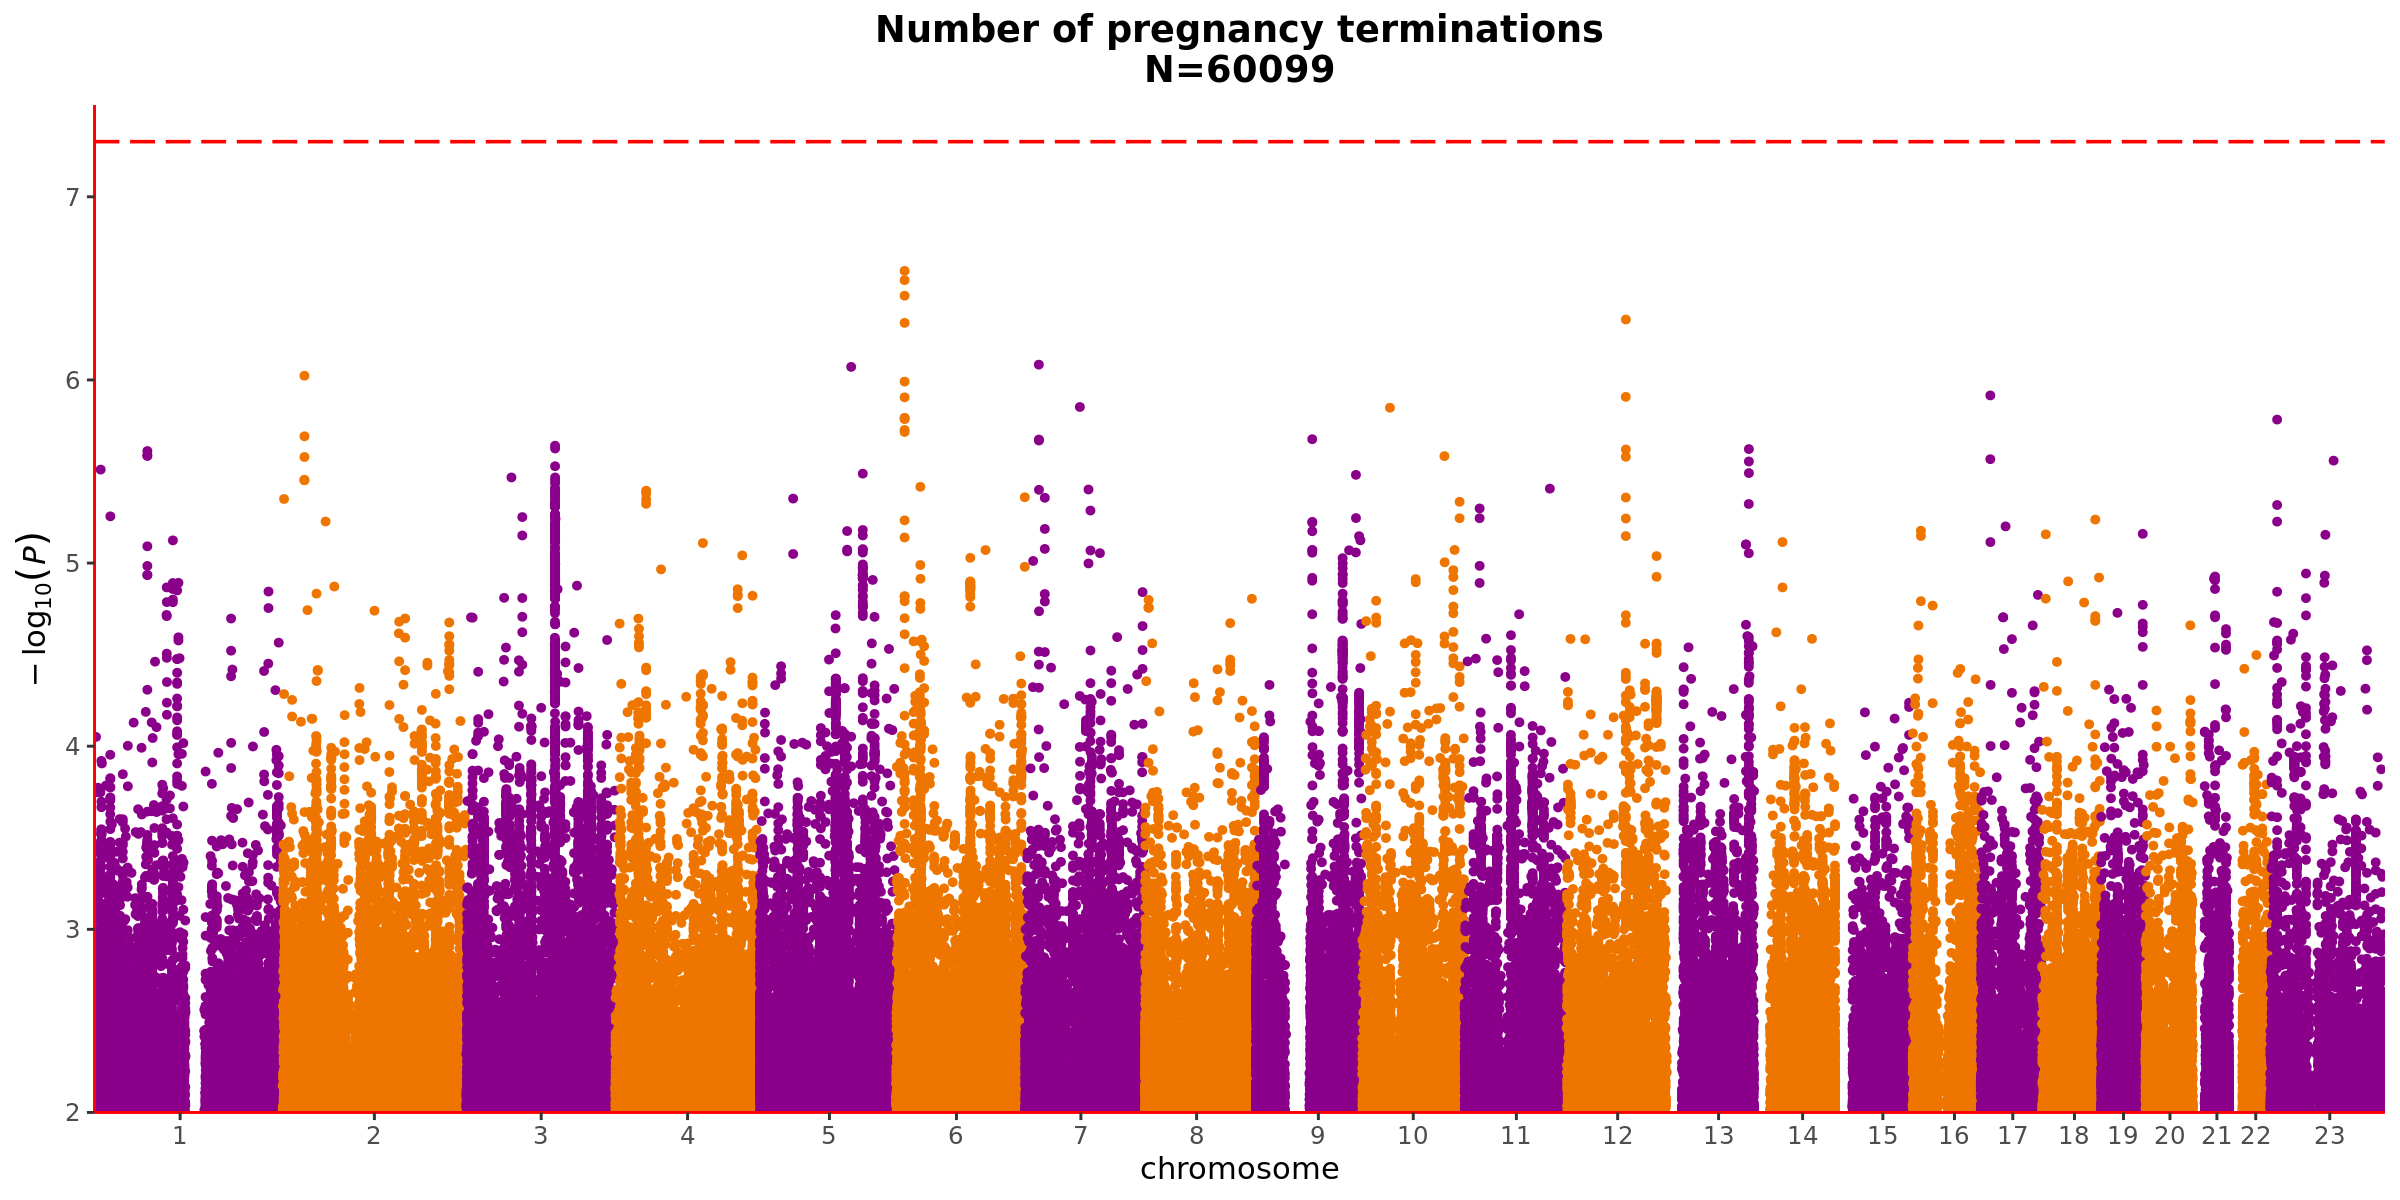 Number of pregnancy terminations
N=60099
7
6
5
4
3
2
− log10(P)
1 2 3 4 5 6 7 8 9 10 11 12 13 14 15 16 17 18 19 20 21 22 23
chromosome